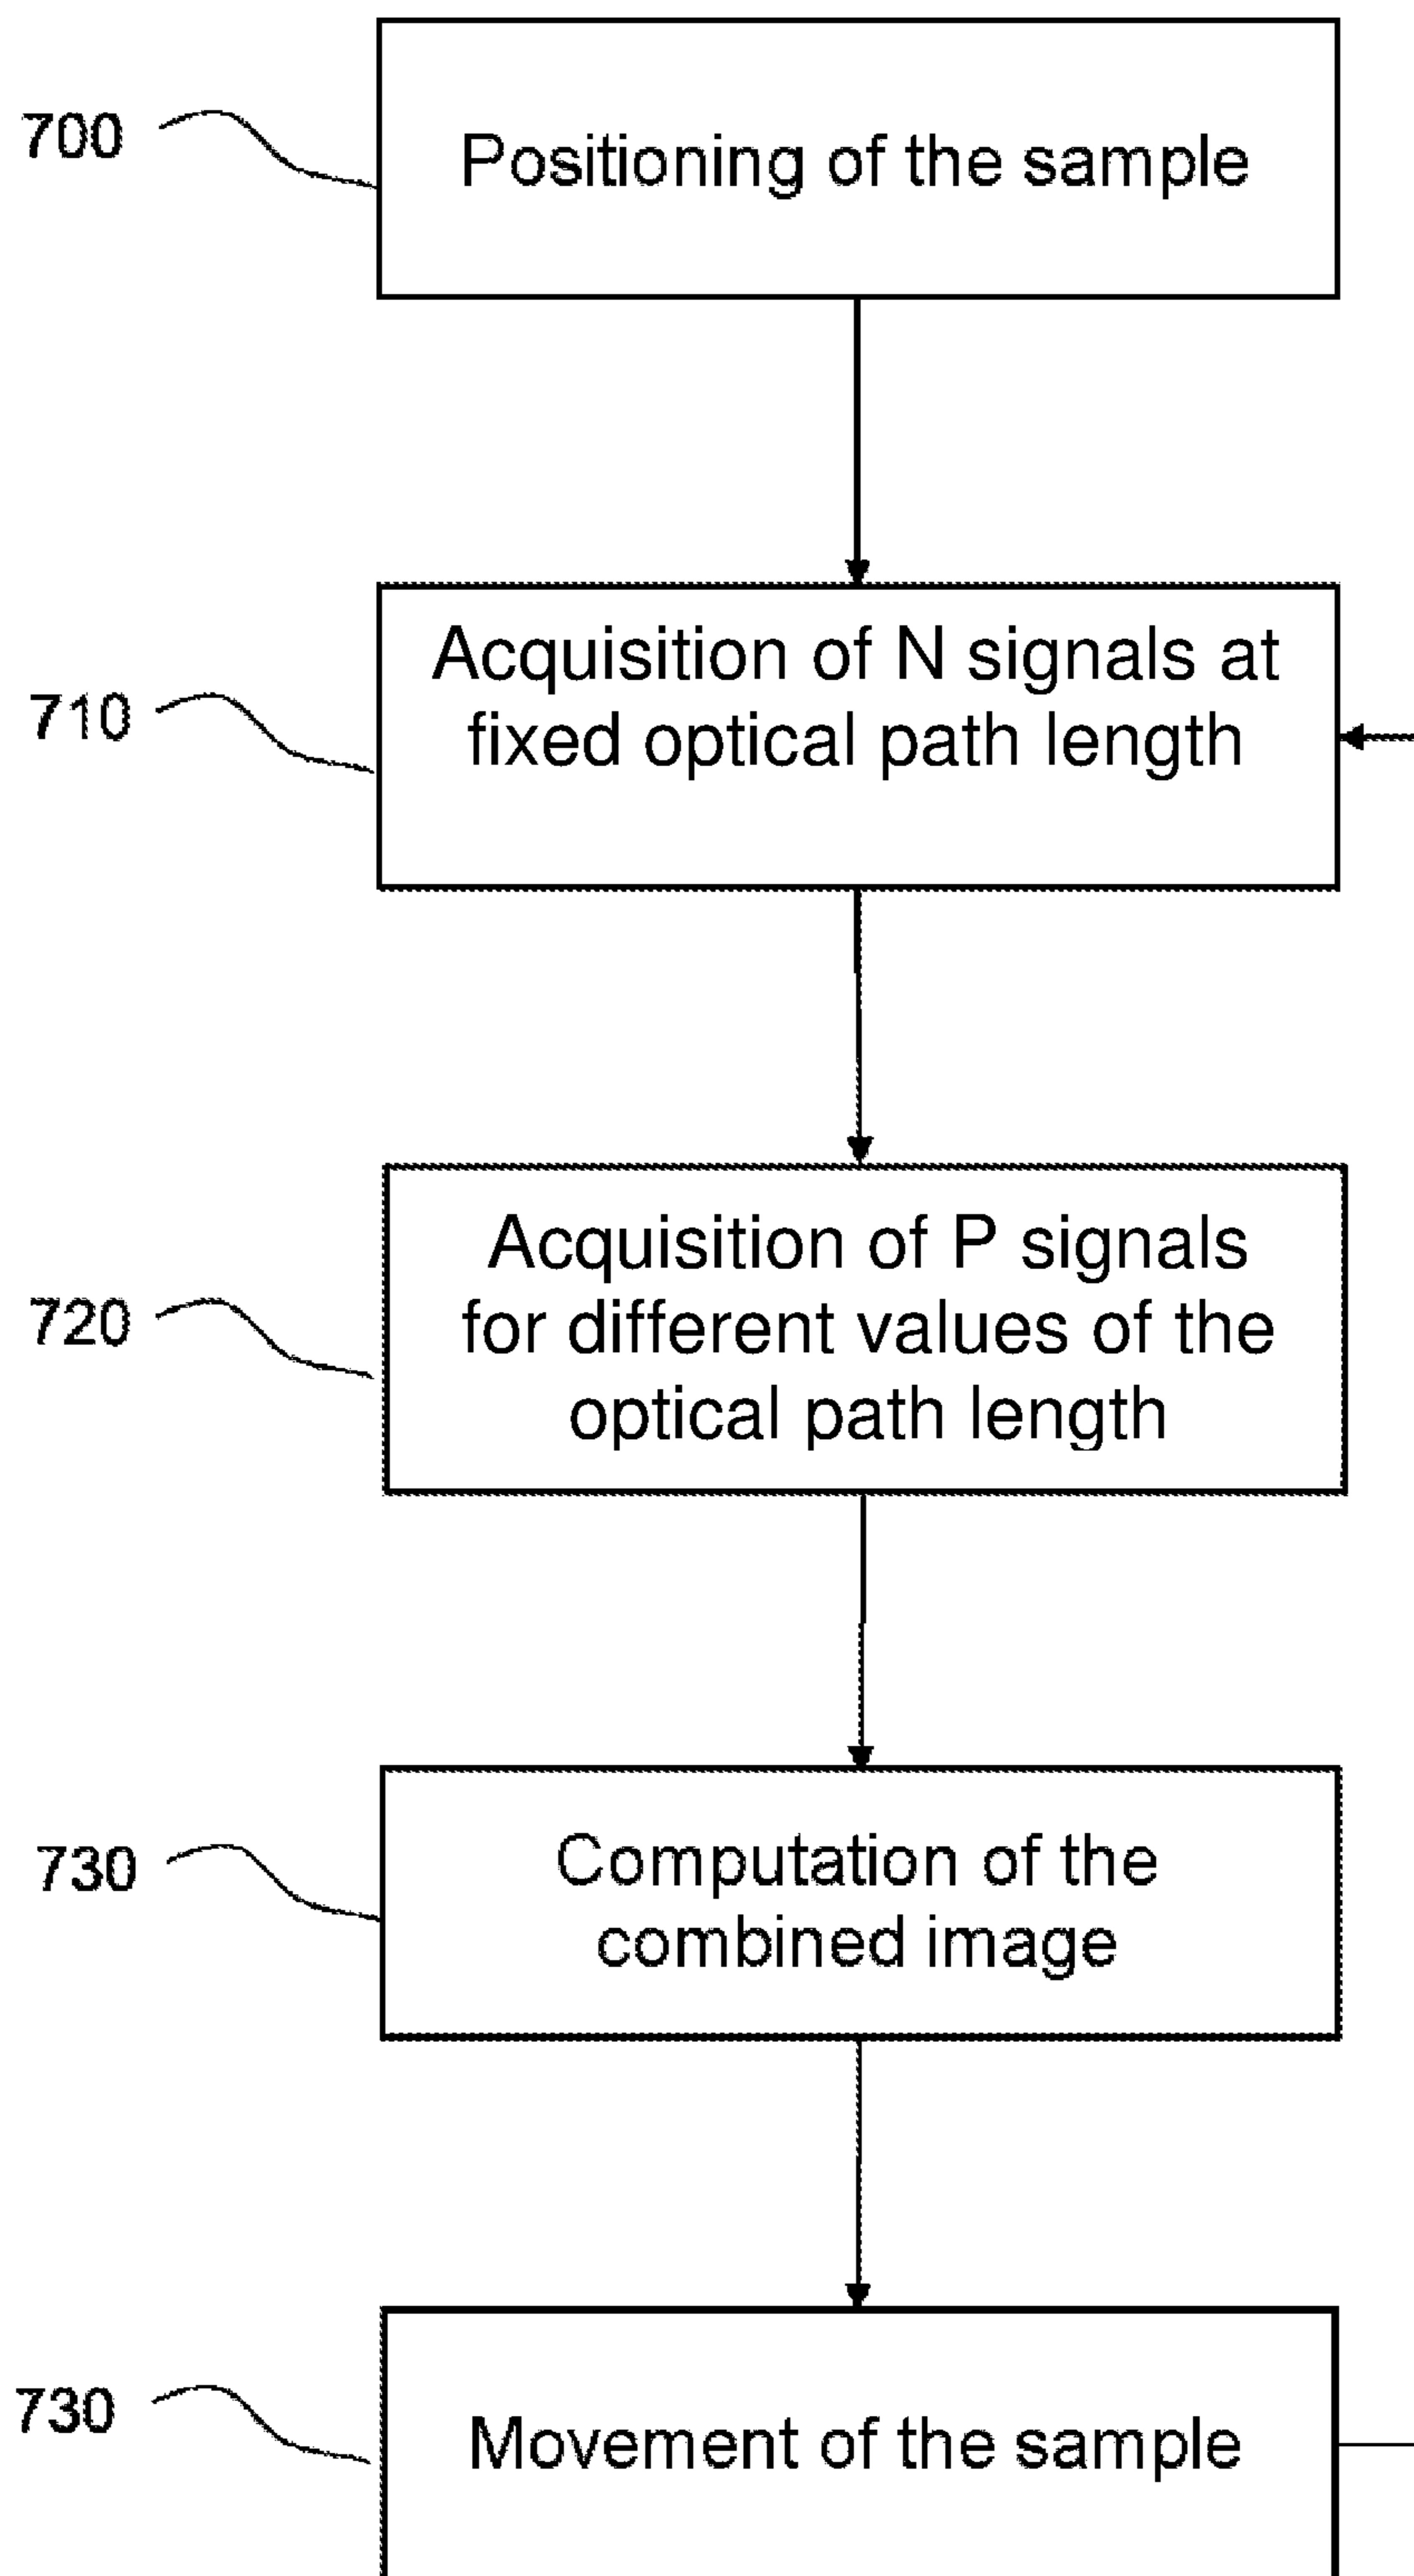 700
Positioning of the sample
710
Acquisition of N signals at
fixed optical path length
720
Acquisition of P signals
for different values of the
optical path length
730
Computation of the
combined image
730
Movement of the sample